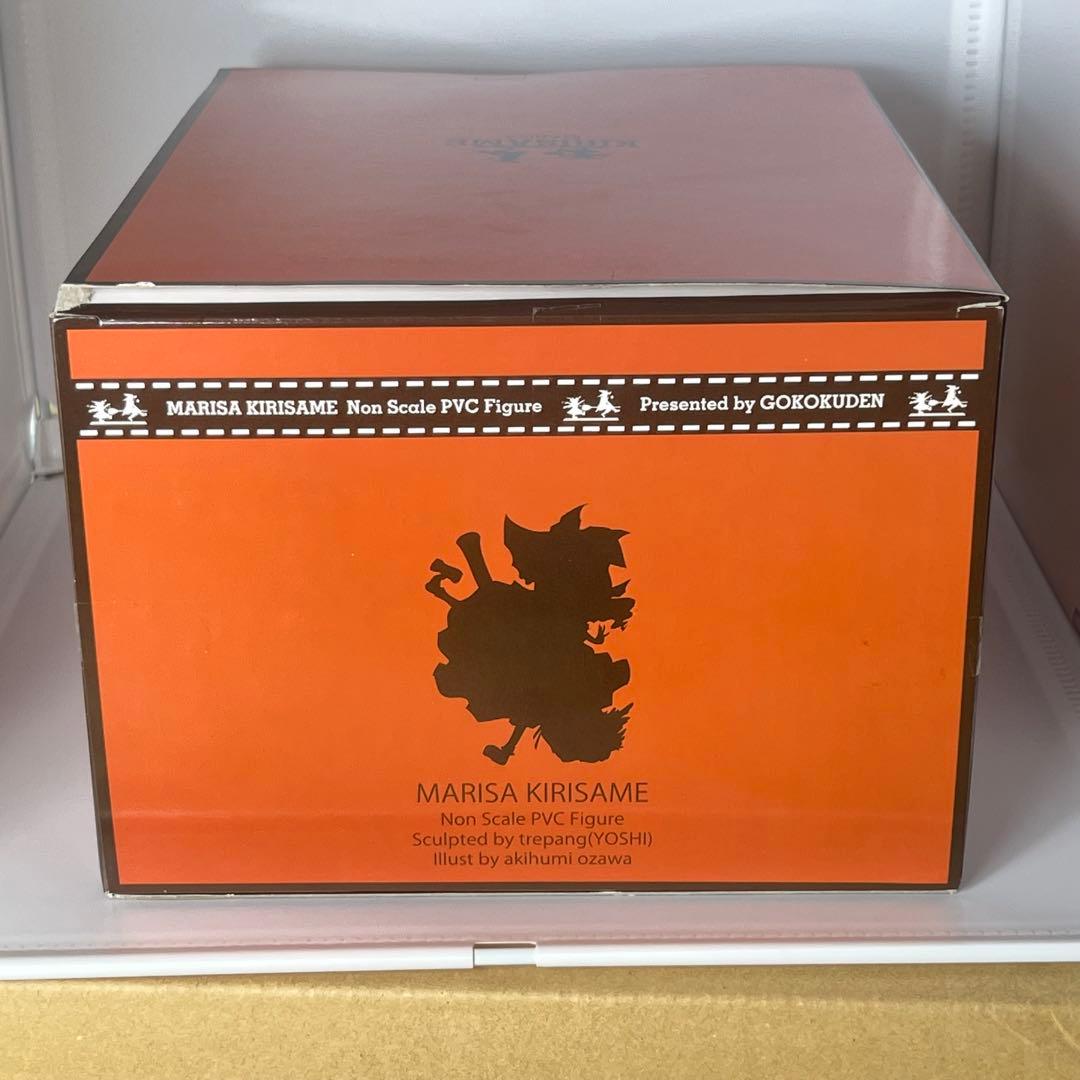 KIRISAME
MARISA KIRISAME Non Scale PVC Figure
Presented by GOKOKUDEN
MARISA KIRISAME
Non Scale PVC Figure
Sculpted by trepang(YOSHI)
Illust by akihumi ozawa